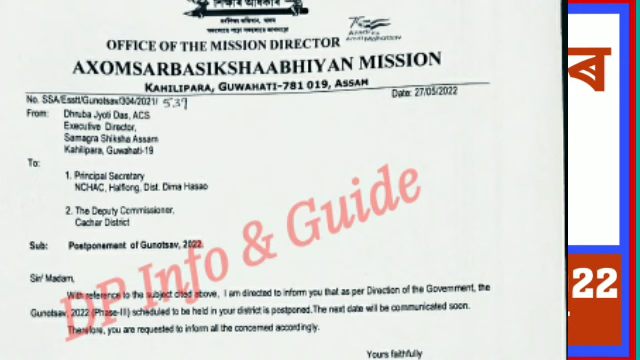 শিক্ষাৰ অধিকাৰ
OFFICE OF THE MISSION DIRECTOR
AXOMSARBASIKSHAABHIYAN MISSION
KAHILIPARA, GUWAHATI-781 019, ASSAM
No. SSA/Esstt/Gunotsav/304/2021/ 539
Date: 27/05/2022
From: Dhruba Jyoti Das, ACS
Executive Director,
Samagra Shiksha Assam
Kahilipara, Guwahati-19
To:
1. Principal Secretary
NCHAC, Haflong, Dist. Dima Hasao
2. The Deputy Commissioner,
Cachar District
Sub: Postponement of Gunotsav, 2022.
Sir/ Madam,
With reference to the subject cited above, I am directed to inform you that as per Direction of the Government, the
Gunotsav, 2022 (Phase-III) scheduled to be held in your district is postponed.The next date will be communicated soon.
Therefore, you are requested to inform all the concerned accordingly.
Yours faithfully
DP Info & Guide
ৰ
22